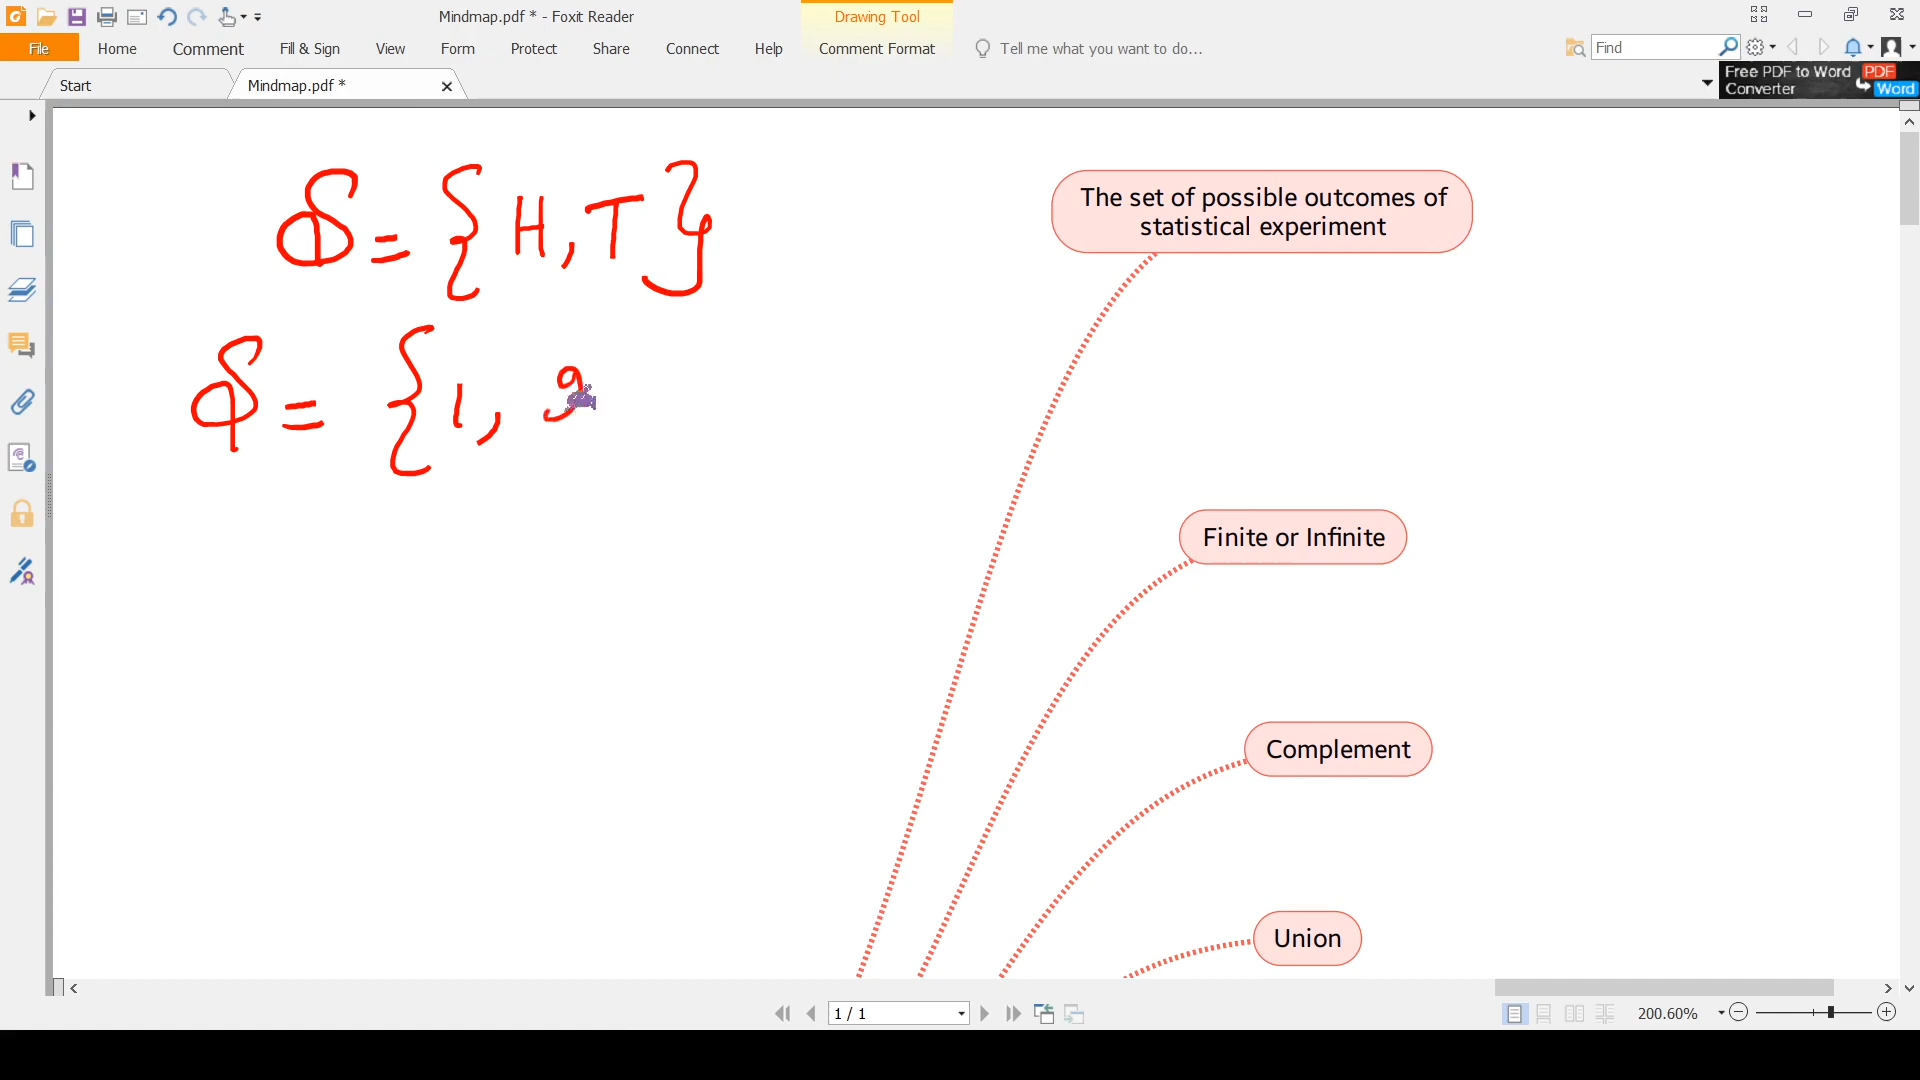 Mindmap.pdf * - Foxit Reader
Drawing Tool
File Home Comment Fill & Sign View Form Protect Share Connect Help Comment Format Tell me what you want to do... Find
Start Mindmap.pdf * Free PDF to Word Converter PDF Word
S = { H, T }
S = { 1,
The set of possible outcomes of
statistical experiment
Finite or Infinite
Complement
Union
1 / 1 200.60%